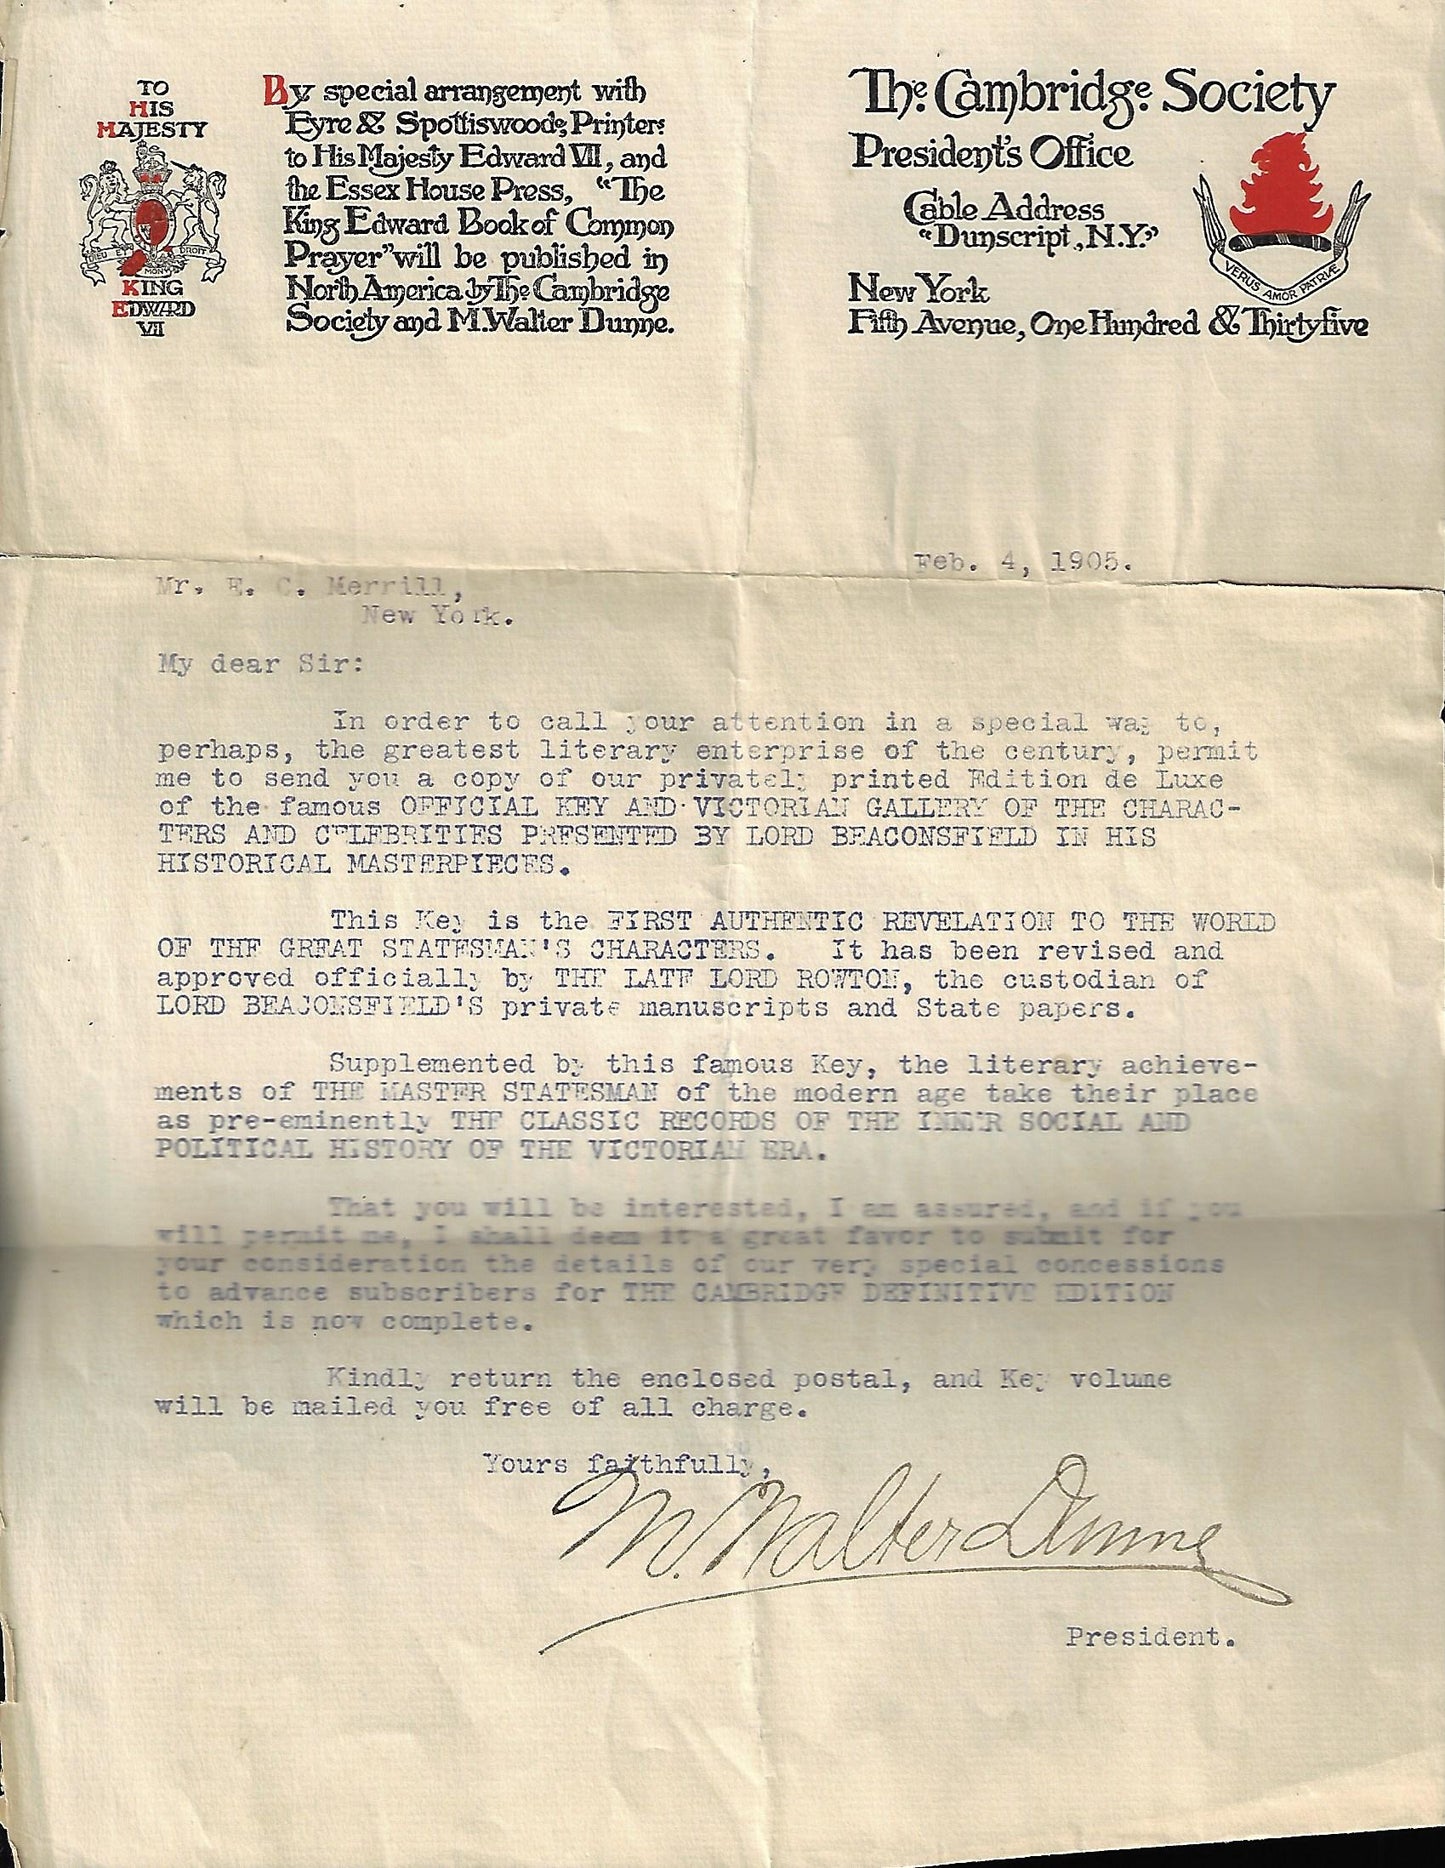 TO
HIS
MAJESTY
DIEU ET MON DROIT
KING
EDWARD
VII
By special arrangement with
Eyre & Spottiswoode, Printers
to His Majesty Edward VII, and
the Essex House Press, "The
King Edward Book of Common
Prayer" will be published in
North America by The Cambridge
Society and M. Walter Dunne.
The Cambridge Society
President's Office
Cable Address
"Dunscript, N.Y."
New York
Fifth Avenue, One Hundred & Thirtyfive
VERUS AMOR PATRIÆ
Feb. 4, 1905.
Mr. E. C. Merrill,
New York.
My dear Sir:
In order to call your attention in a special way to,
perhaps, the greatest literary enterprise of the century, permit
me to send you a copy of our privately printed Edition de Luxe
of the famous OFFICIAL KEY AND VICTORIAN GALLERY OF THE CHARAC-
TERS AND CELEBRITIES PRESENTED BY LORD BEACONSFIELD IN HIS
HISTORICAL MASTERPIECES.
This Key is the FIRST AUTHENTIC REVELATION TO THE WORLD
OF THE GREAT STATESMAN'S CHARACTERS. It has been revised and
approved officially by THE LATE LORD ROWTON, the custodian of
LORD BEACONSFIELD'S private manuscripts and State papers.
Supplemented by this famous Key, the literary achieve-
ments of THE MASTER STATESMAN of the modern age take their place
as pre-eminently THE CLASSIC RECORDS OF THE INNER SOCIAL AND
POLITICAL HISTORY OF THE VICTORIAN ERA.
That you will be interested, I am assured, and if you
will permit me, I shall deem it a great favor to submit for
your consideration the details of our very special concessions
to advance subscribers for THE CAMBRIDGE DEFINITIVE EDITION
which is now complete.
Kindly return the enclosed postal, and Key volume
will be mailed you free of all charge.
Yours faithfully,
M. Walter Dunne
President.